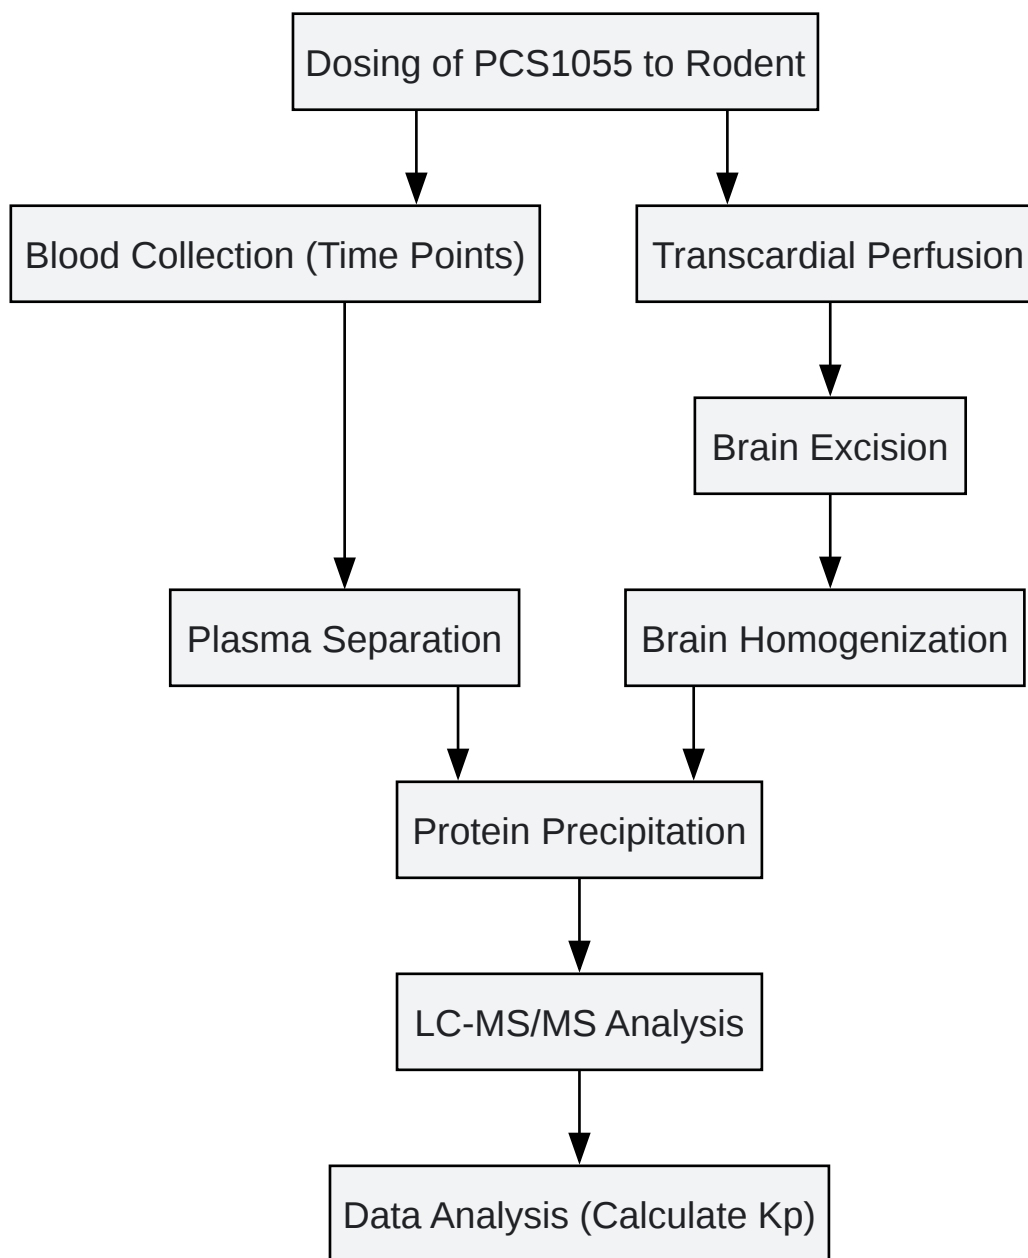 Dosing of PCS1055 to Rodent
Blood Collection (Time Points)
Transcardial Perfusion
Brain Excision
Plasma Separation
Brain Homogenization
Protein Precipitation
LC-MS/MS Analysis
Data Analysis (Calculate Kp)